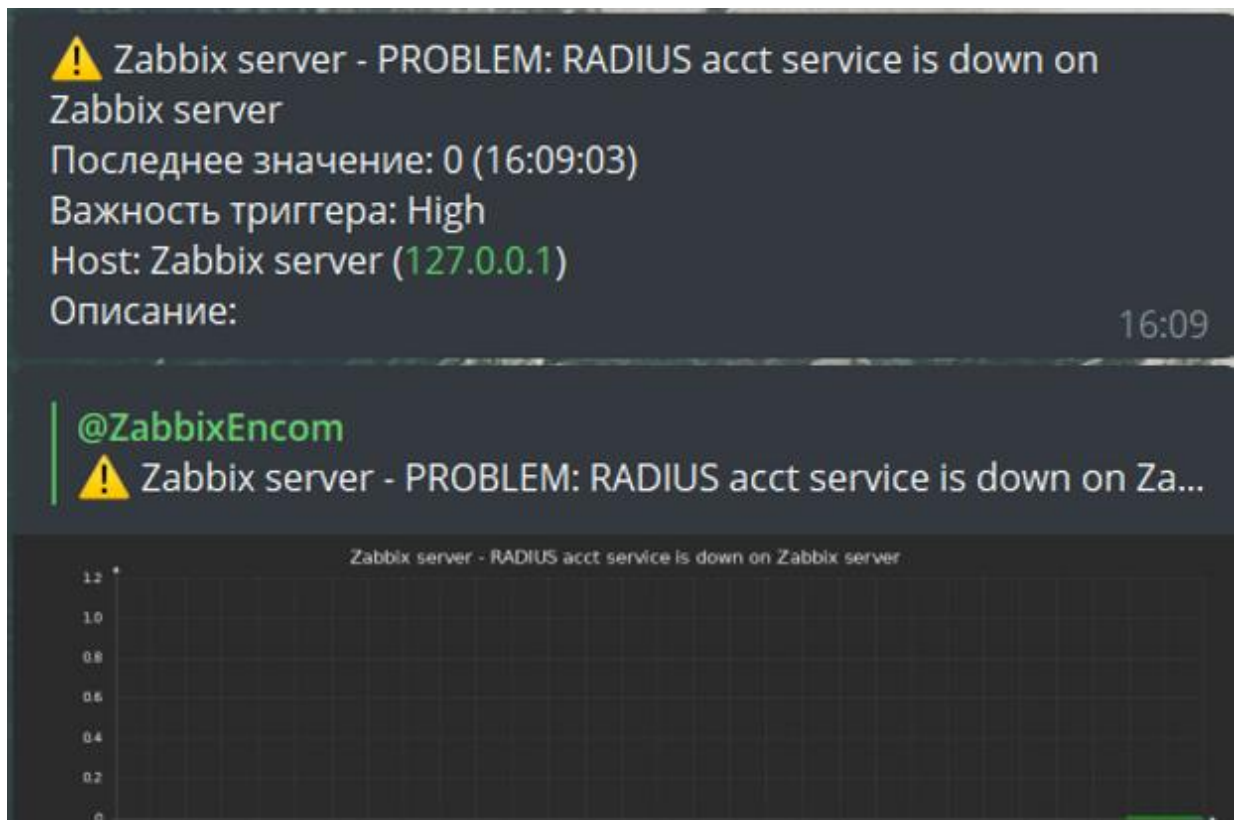 ⚠ Zabbix server - PROBLEM: RADIUS acct service is down on
Zabbix server
Последнее значение: 0 (16:09:03)
Важность триггера: High
Host: Zabbix server (127.0.0.1)
Описание:
16:09
@ZabbixEncom
⚠ Zabbix server - PROBLEM: RADIUS acct service is down on Za...
Zabbix server - RADIUS acct service is down on Zabbix server
1.2
1.0
0.8
0.6
0.4
0.2
0